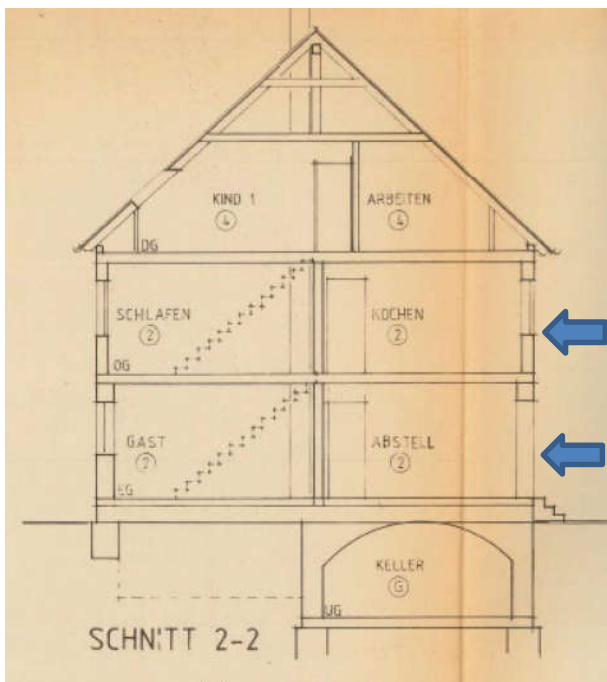 KIND 1
4
ARBEITEN
4
DG
SCHLAFEN
2
KOCHEN
2
OG
GAST
2
ABSTELL
2
EG
KELLER
G
UG
SCHNITT 2-2